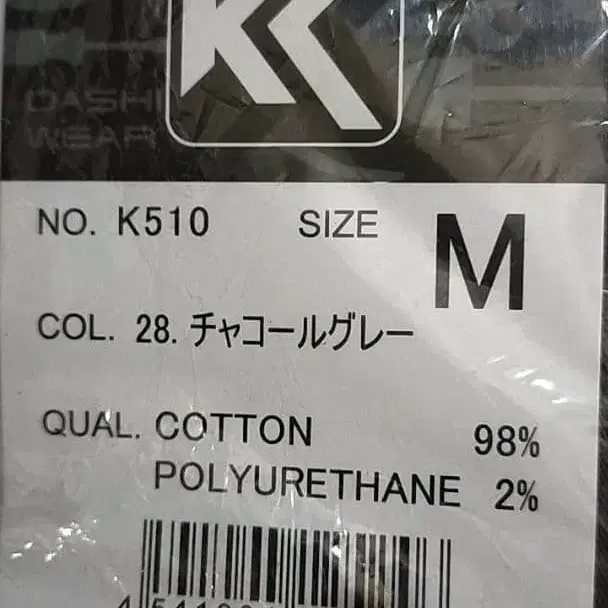 WEAR
NO. K510 SIZE M
COL. 28. チャコールグレー
QUAL. COTTON 98%
POLYURETHANE 2%